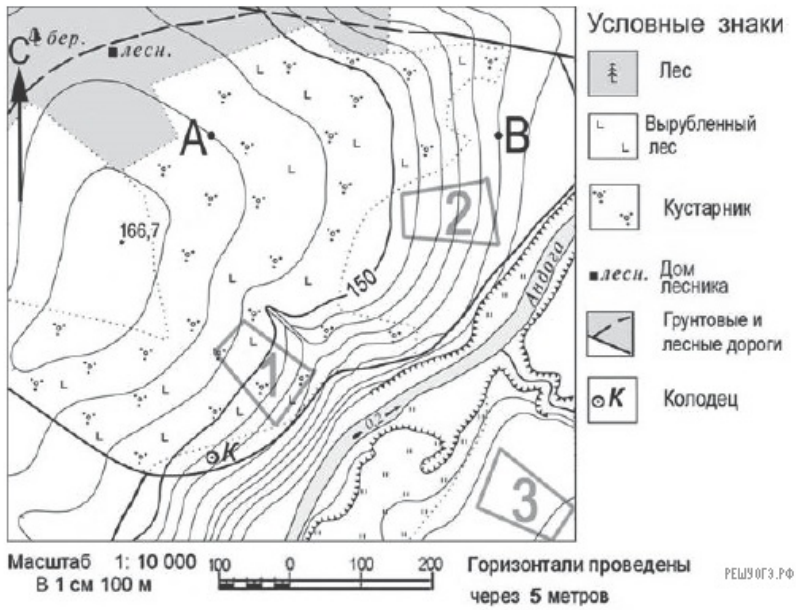 бер.
лесн.
С
А
В
166,7
150
2
1
3
К
Андога
0,2
Условные знаки
Лес
Вырубленный
лес
Кустарник
лесн. Дом
лесника
Грунтовые и
лесные дороги
К Колодец
Масштаб 1: 10 000
В 1 см 100 м
100 0 100 200
Горизонтали проведены
через 5 метров
РЕШУОГЭ.РФ